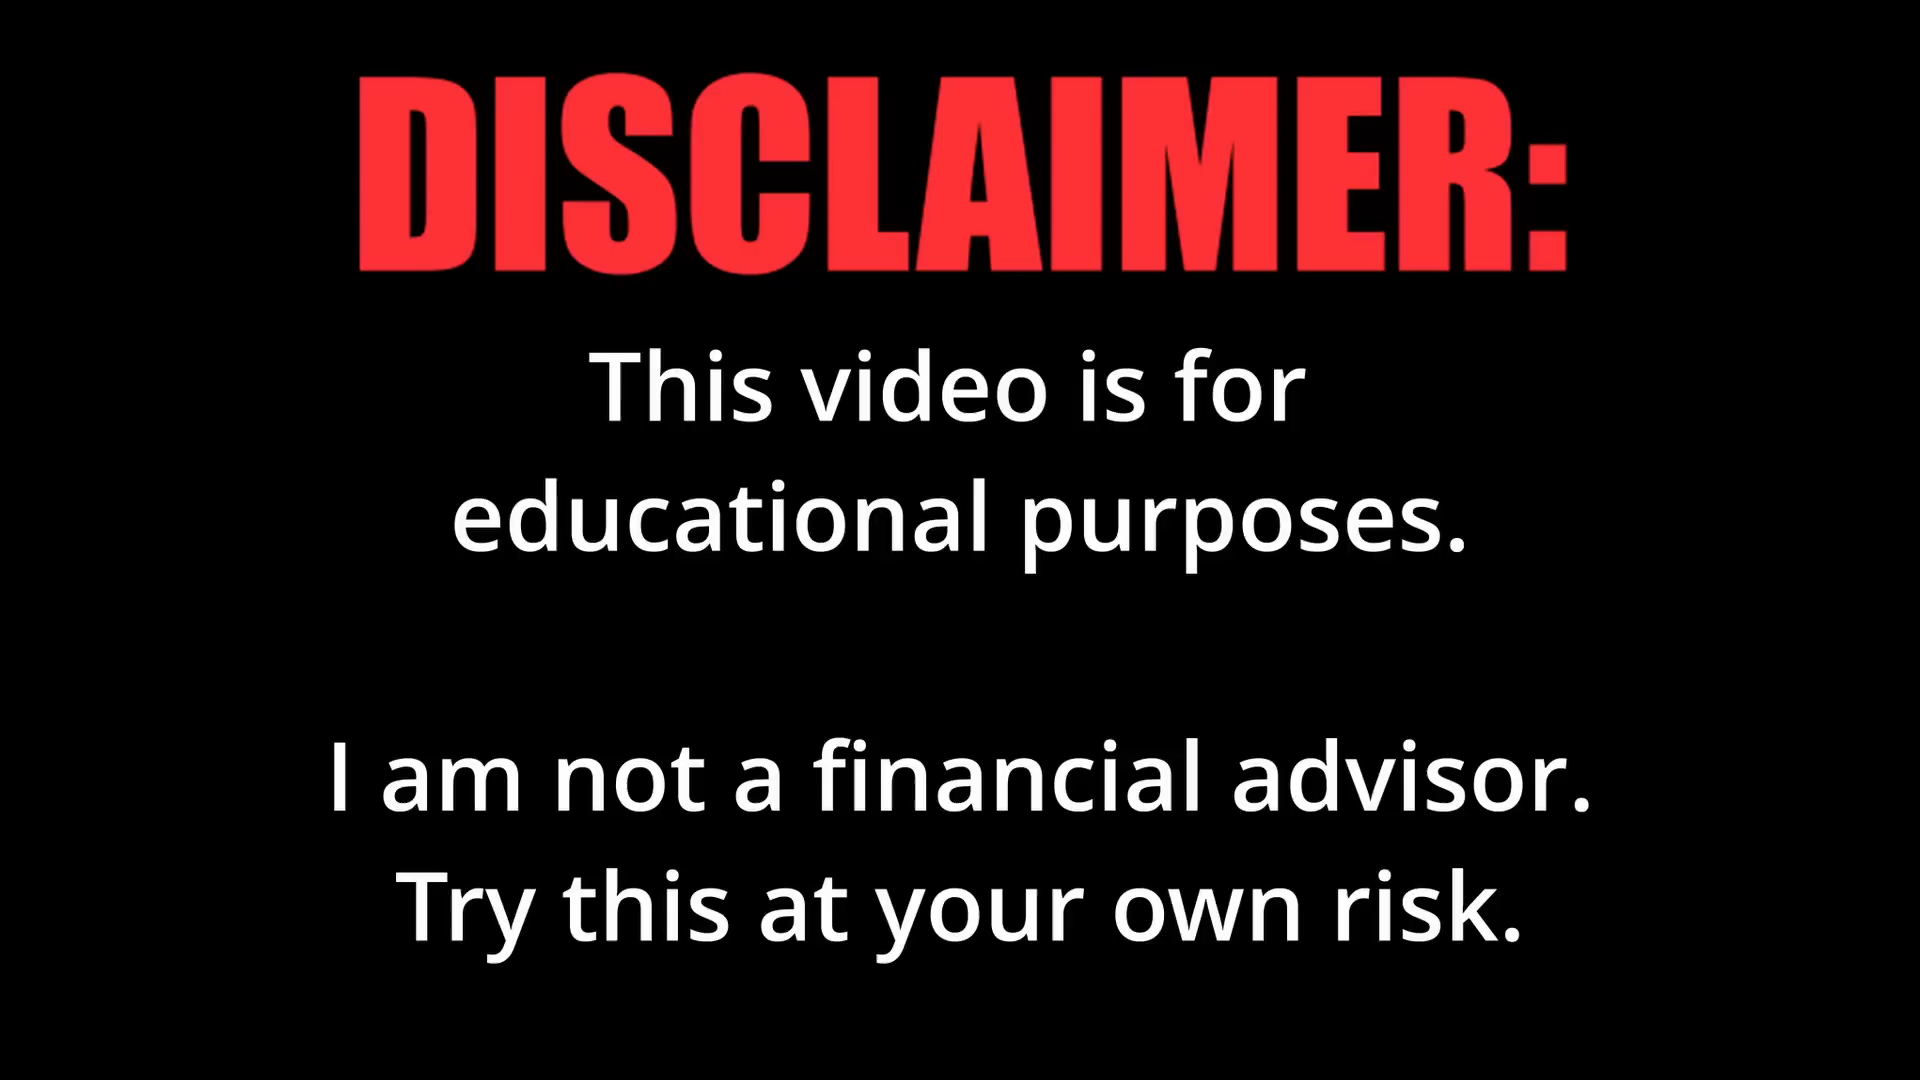 DISCLAIMER:
This video is for
educational purposes.
I am not a financial advisor.
Try this at your own risk.